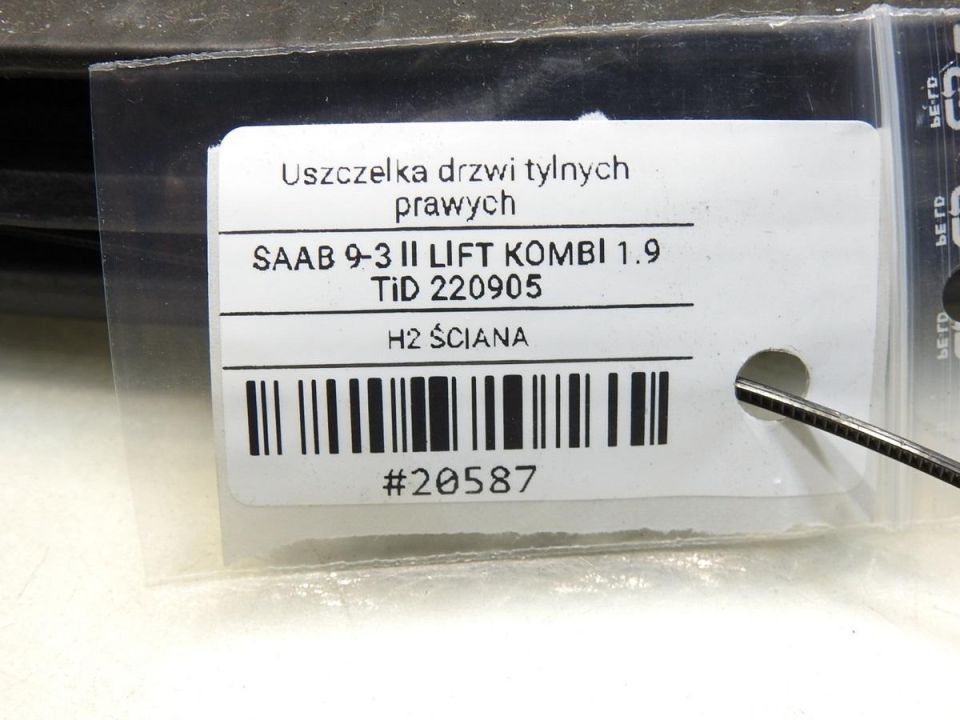 Uszczelka drzwi tylnych
prawych
SAAB 9-3 II LIFT KOMBI 1.9
TiD 220905
H2 ŚCIANA
#20587